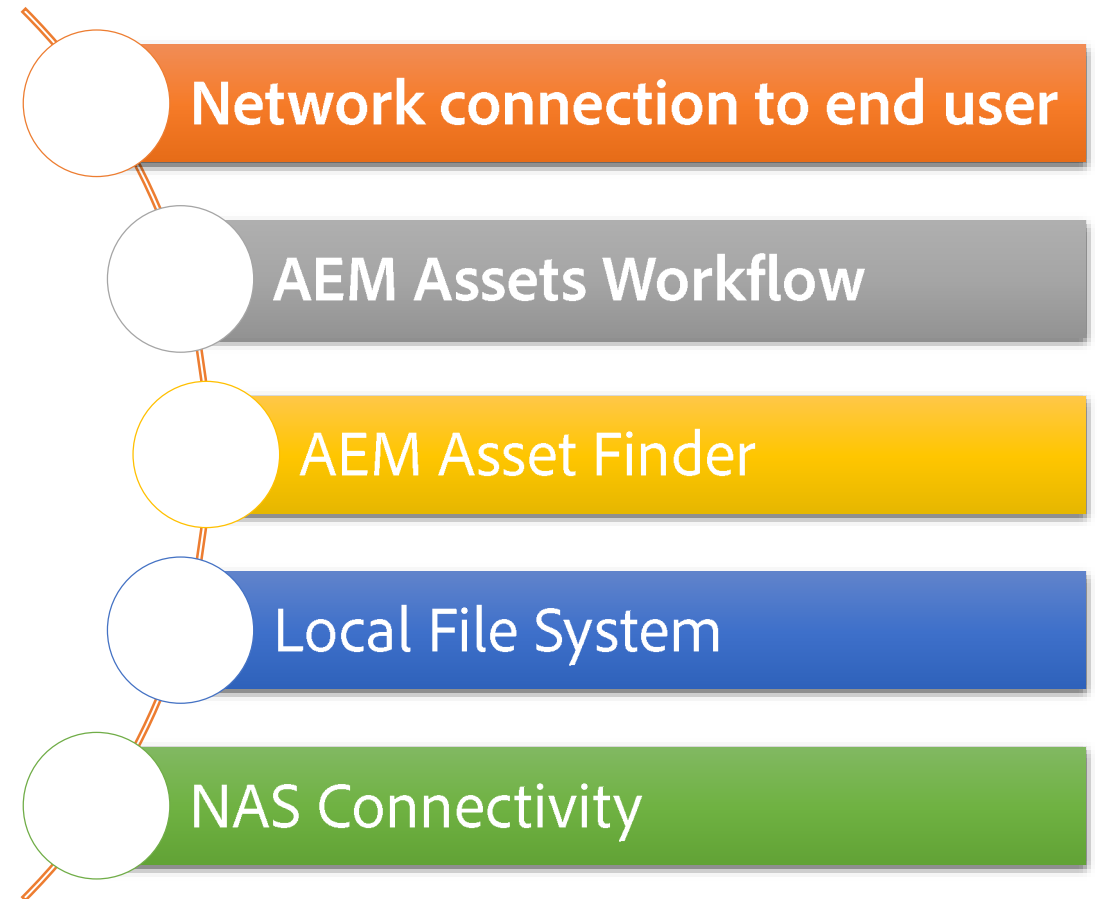 Network connection to end user
AEM Assets Workflow
AEM Asset Finder
Local File System
NAS Connectivity